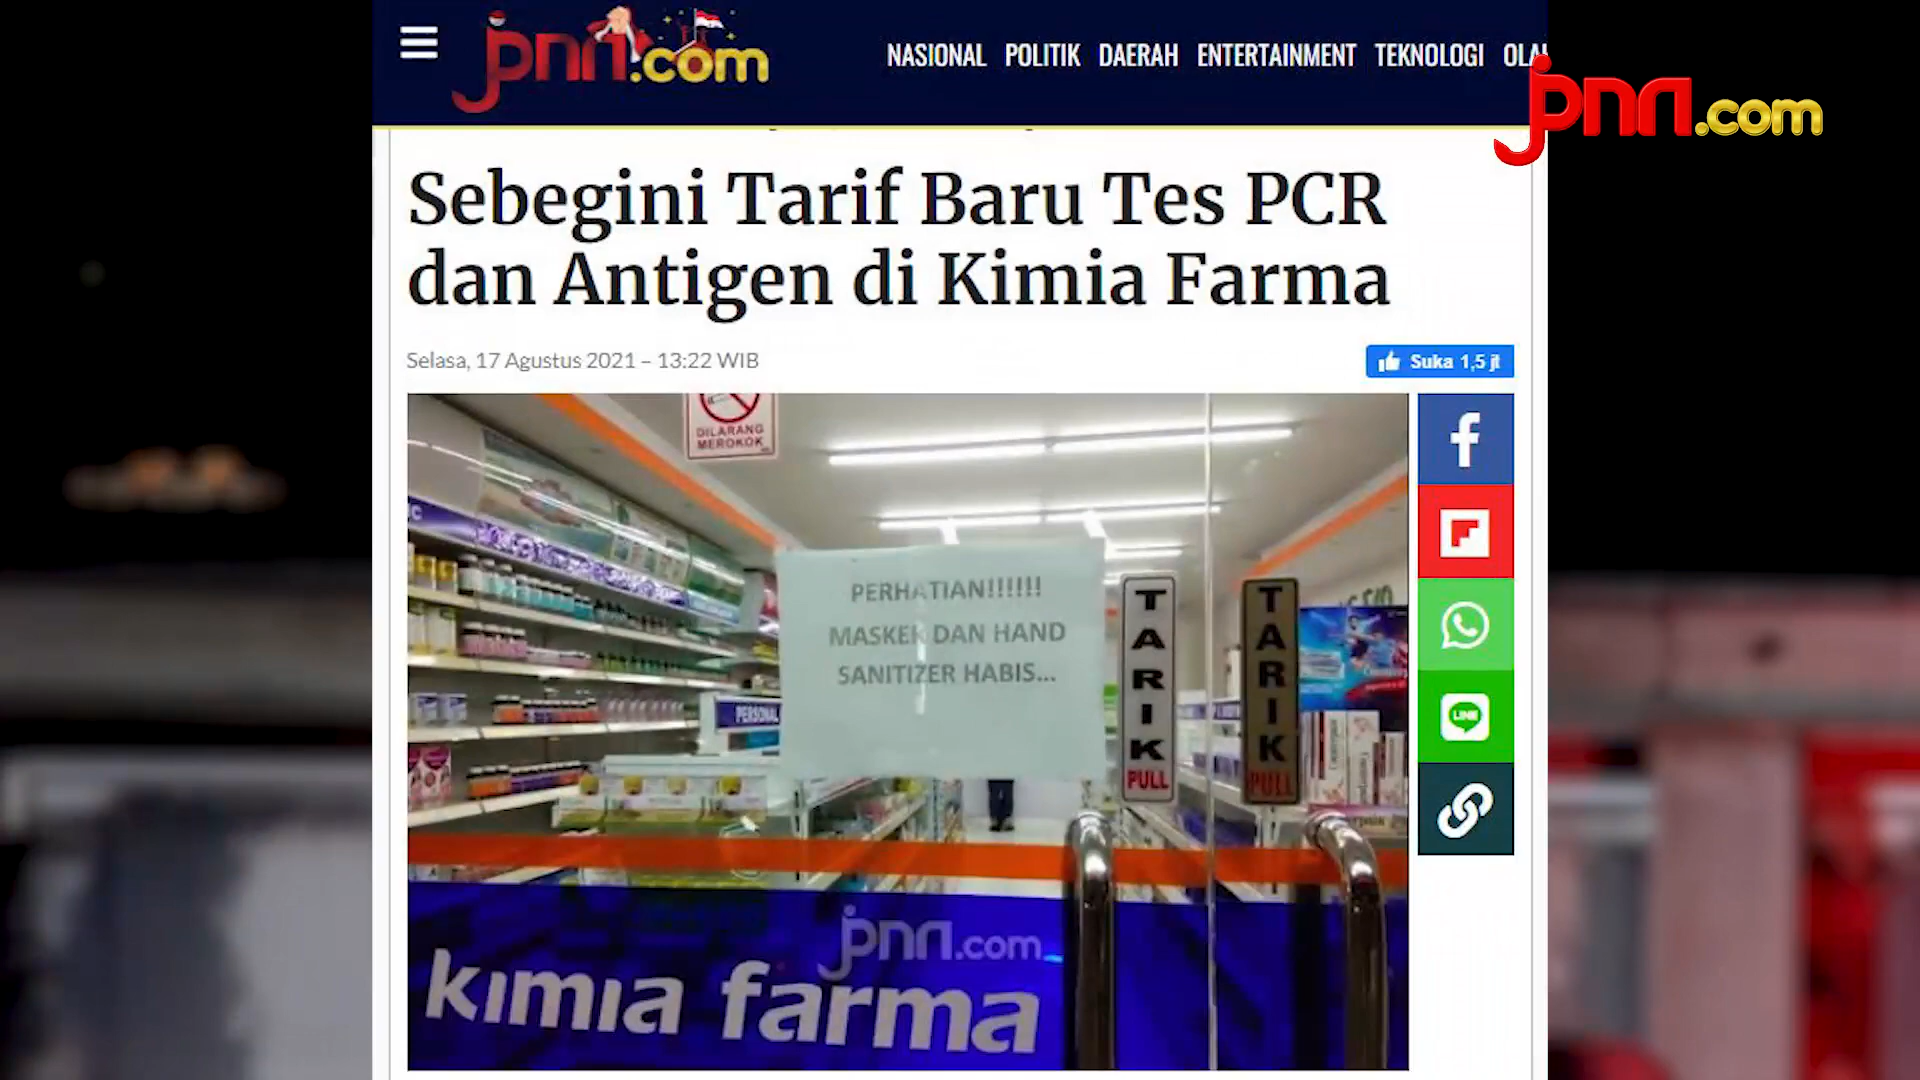 jpnn.com
NASIONAL POLITIK DAERAH ENTERTAINMENT TEKNOLOGI OLA
jpnn.com
Sebegini Tarif Baru Tes PCR
dan Antigen di Kimia Farma
Selasa, 17 Agustus 2021 – 13:22 WIB
Suka 1,5 jt
DILARANG
MEROKOK
PERHATIAN!!!!!!
MASKER DAN HAND
SANITIZER HABIS...
TARIK
PULL
TARIK
PULL
PERSONAL
LINE
jpnn.com
kimia farma